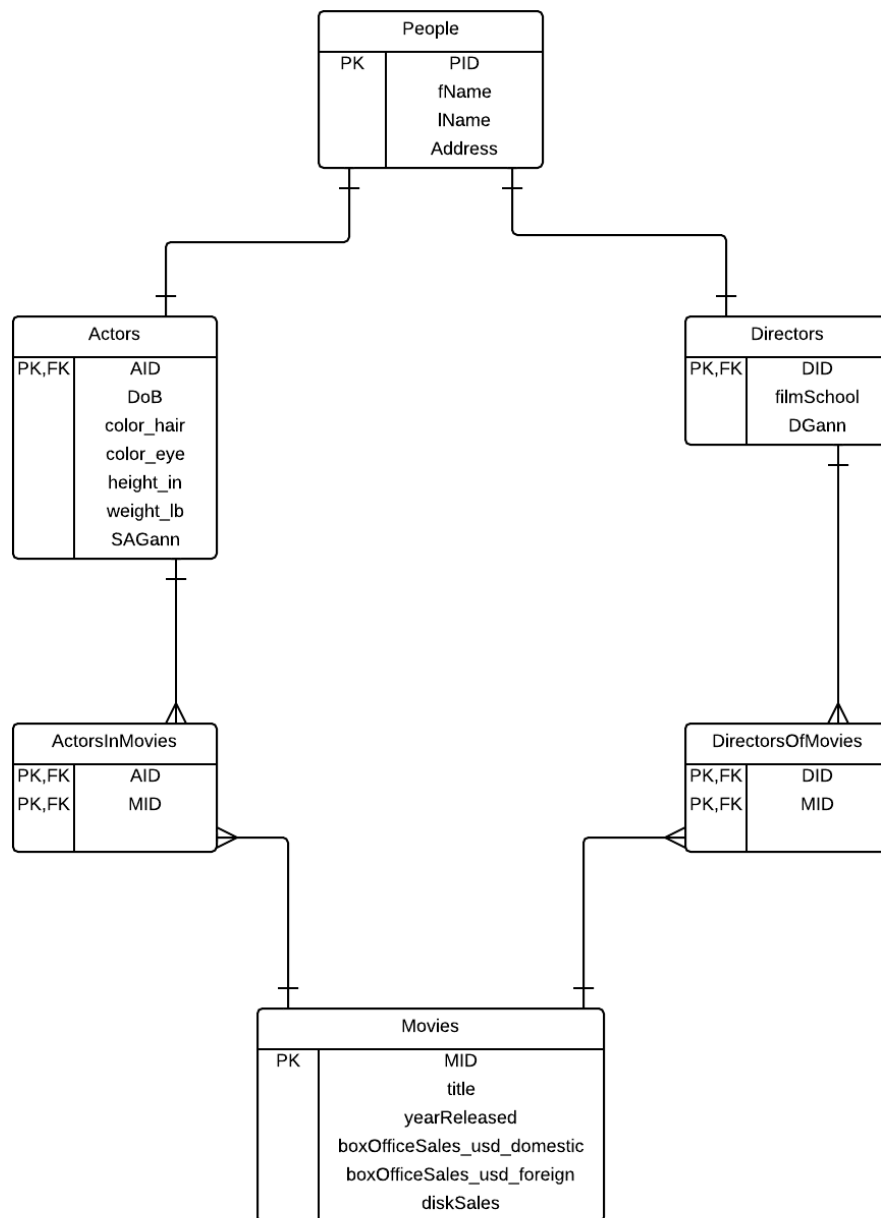 People
PK PID
fName
lName
Address
Actors
PK,FK AID
DoB
color_hair
color_eye
height_in
weight_lb
SAGann
Directors
PK,FK DID
filmSchool
DGann
ActorsInMovies
PK,FK AID
PK,FK MID
DirectorsOfMovies
PK,FK DID
PK,FK MID
Movies
PK MID
title
yearReleased
boxOfficeSales_usd_domestic
boxOfficeSales_usd_foreign
diskSales